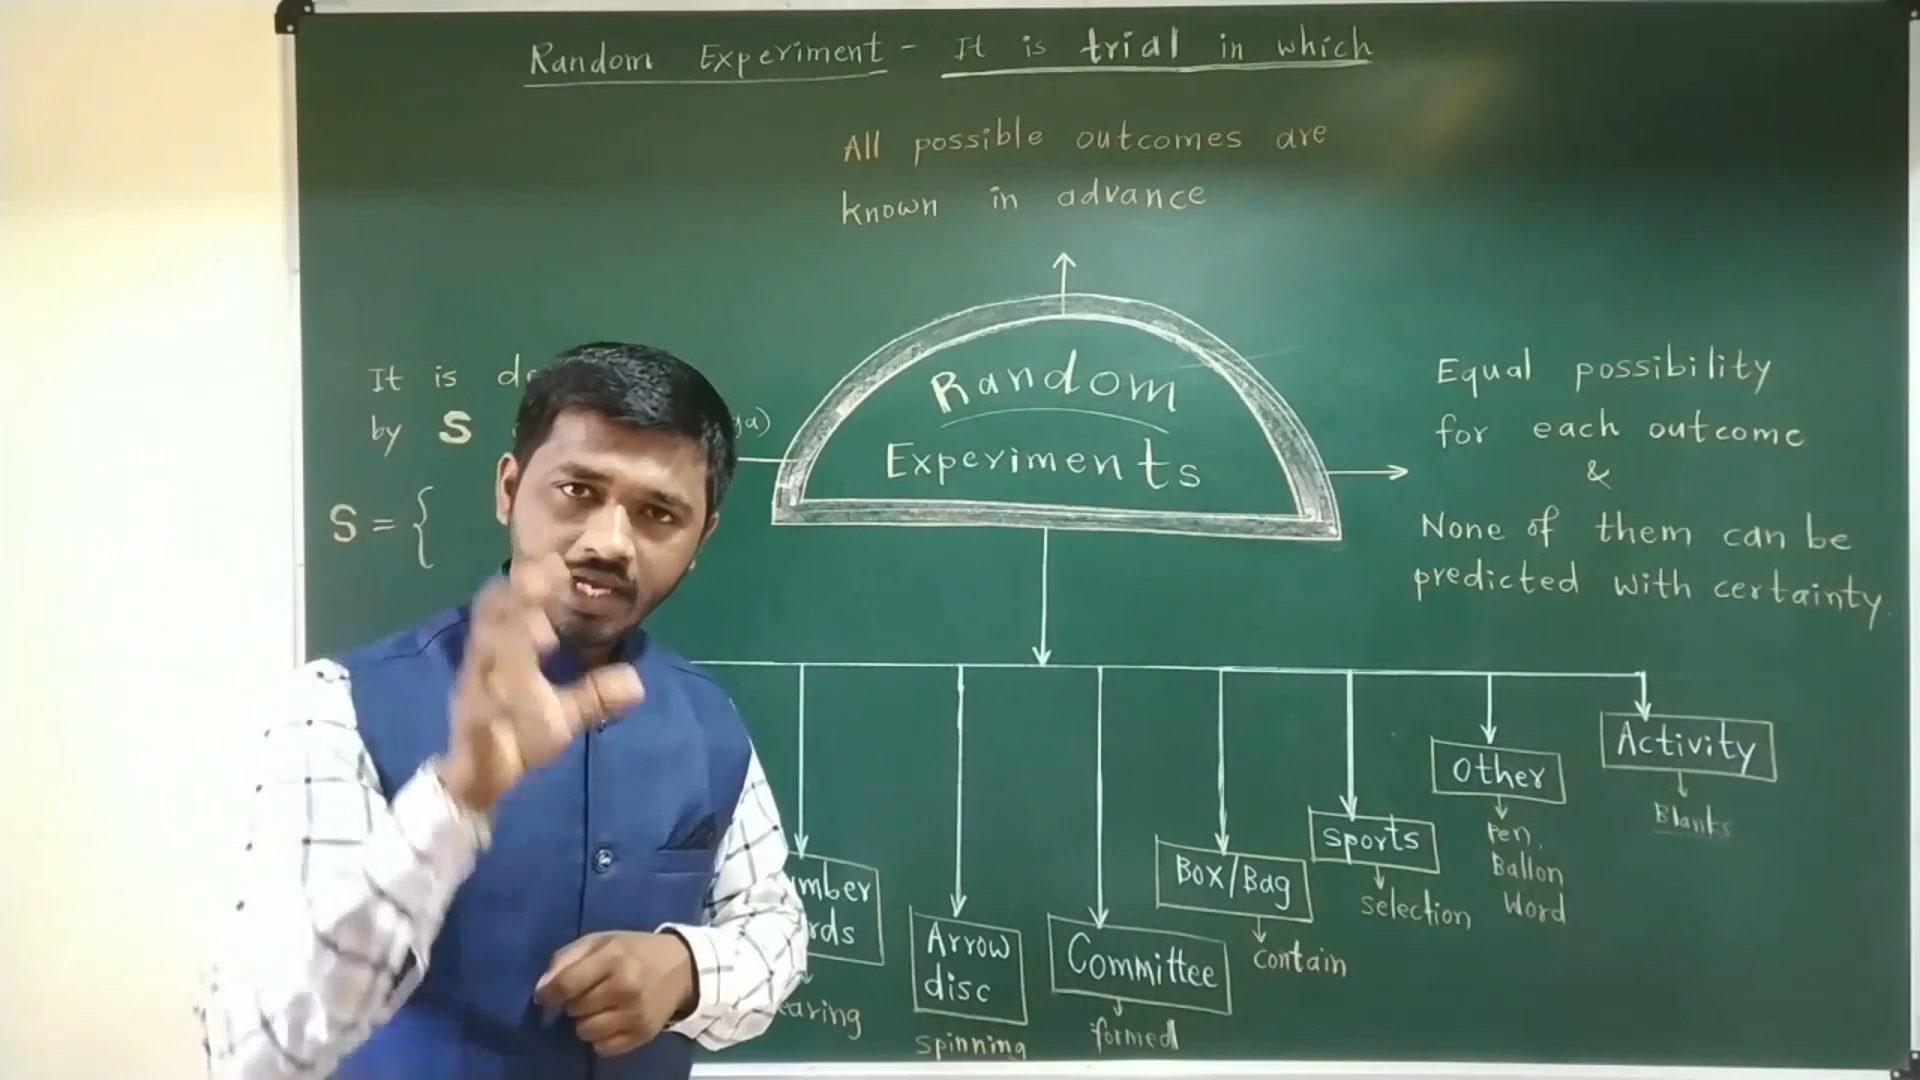 Random Experiment - It is trial in which
All possible outcomes are
known in advance
It is
by S
S = {
Random
Experiments
Equal possibility
for each outcome
&
None of them can be
predicted with certainty.
Activity
Blanks
Other
Pen.
Ballon
Word
Sports
selection
Box/Bag
contain
Committee
formed
Arrow
disc
spinning